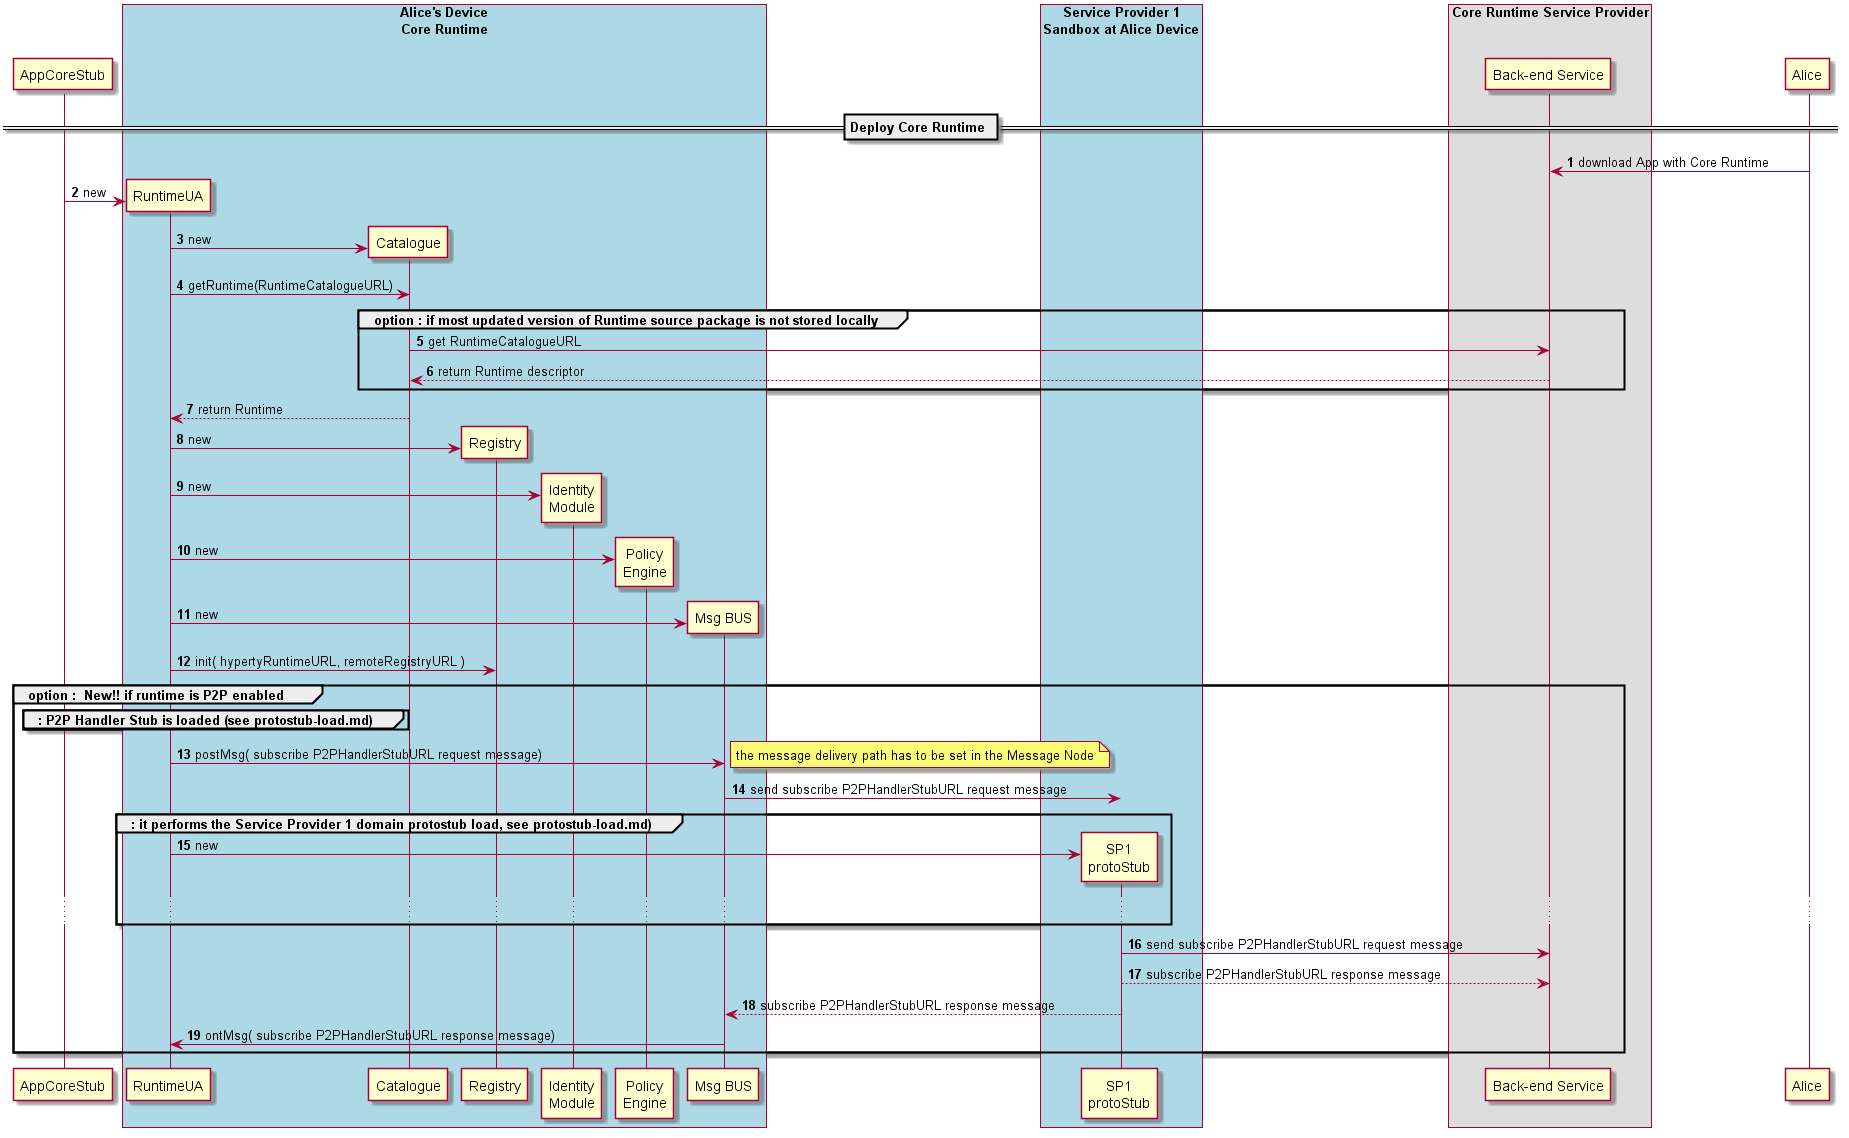 Alice's Device
Core Runtime
Service Provider 1
Sandbox at Alice Device
Core Runtime Service Provider
AppCoreStub
Back-end Service
Alice
Deploy Core Runtime
1 download App with Core Runtime
2 new
RuntimeUA
3 new
Catalogue
4 getRuntime(RuntimeCatalogueURL)
option : if most updated version of Runtime source package is not stored locally
5 get RuntimeCatalogueURL
6 return Runtime descriptor
7 return Runtime
8 new
Registry
9 new
Identity
Module
10 new
Policy
Engine
11 new
Msg BUS
12 init( hypertyRuntimeURL, remoteRegistryURL )
option : New!! if runtime is P2P enabled
: P2P Handler Stub is loaded (see protostub-load.md)
13 postMsg( subscribe P2PHandlerStubURL request message)
the message delivery path has to be set in the Message Node
14 send subscribe P2PHandlerStubURL request message
: it performs the Service Provider 1 domain protostub load, see protostub-load.md)
15 new
SP1
protoStub
16 send subscribe P2PHandlerStubURL request message
17 subscribe P2PHandlerStubURL response message
18 subscribe P2PHandlerStubURL response message
19 ontMsg( subscribe P2PHandlerStubURL response message)
AppCoreStub
RuntimeUA
Catalogue
Registry
Identity
Module
Policy
Engine
Msg BUS
SP1
protoStub
Back-end Service
Alice